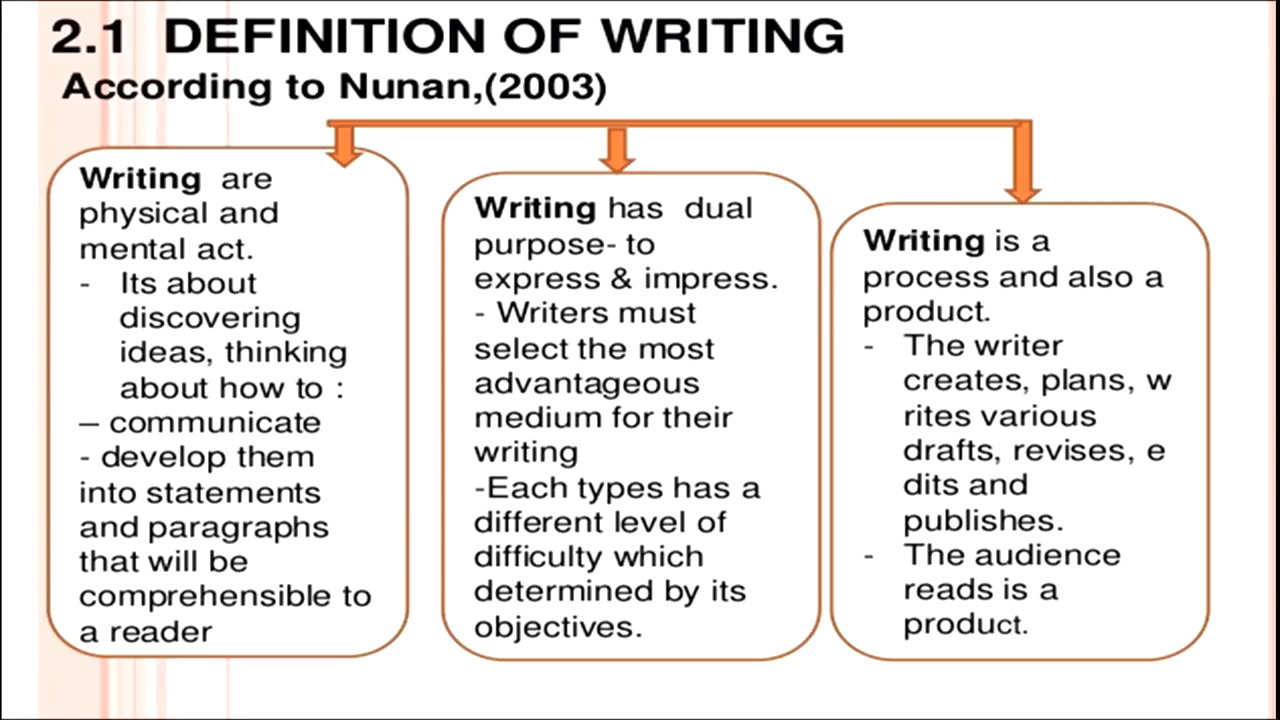 2.1 DEFINITION OF WRITING
According to Nunan,(2003)
Writing are
physical and
mental act.
- Its about
discovering
ideas, thinking
about how to :
– communicate
- develop them
into statements
and paragraphs
that will be
comprehensible to
a reader
Writing has dual
purpose- to
express & impress.
- Writers must
select the most
advantageous
medium for their
writing
-Each types has a
different level of
difficulty which
determined by its
objectives.
Writing is a
process and also a
product.
- The writer
creates, plans, w
rites various
drafts, revises, e
dits and
publishes.
- The audience
reads is a
product.